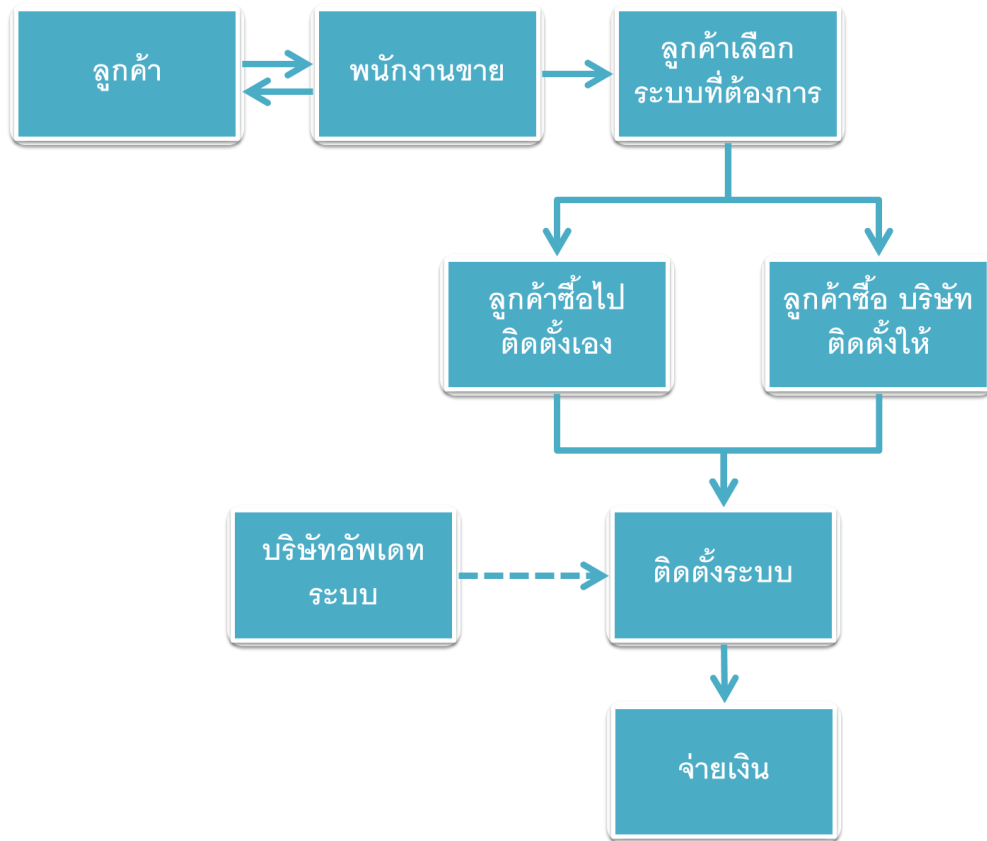 ลูกค้า
พนักงานขาย
ลูกค้าเลือก
ระบบที่ต้องการ
ลูกค้าซื้อไป
ติดตั้งเอง
ลูกค้าซื้อ บริษัท
ติดตั้งให้
บริษัทอัพเดท
ระบบ
ติดตั้งระบบ
จ่ายเงิน